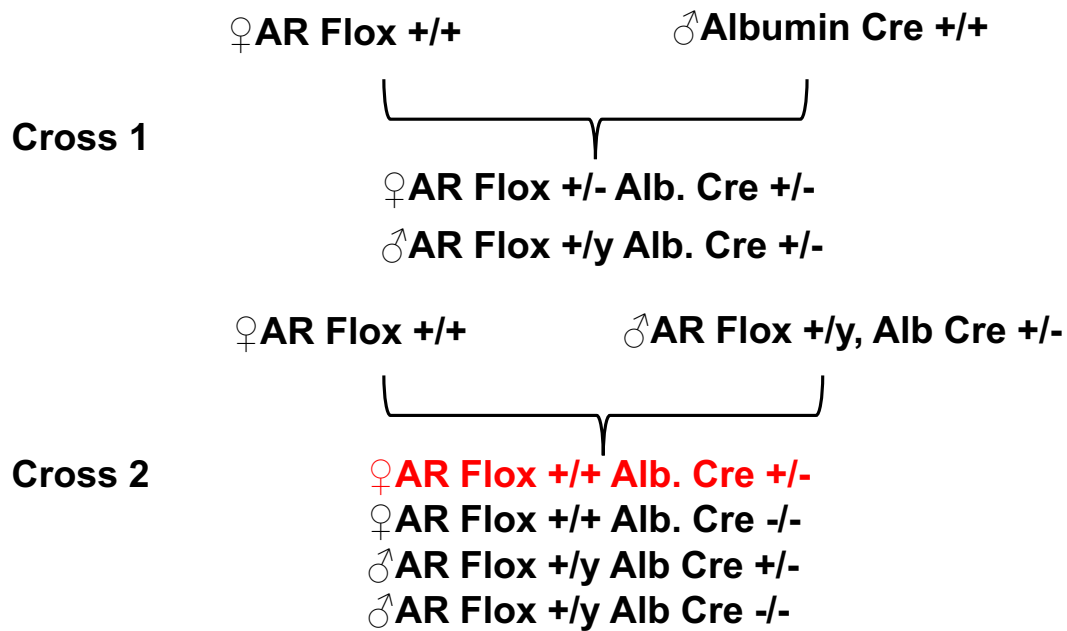 ♀AR Flox +/+ ♂Albumin Cre +/+
Cross 1
♀AR Flox +/- Alb. Cre +/-
♂AR Flox +/y Alb. Cre +/-
♀AR Flox +/+ ♂AR Flox +/y, Alb Cre +/-
Cross 2
♀AR Flox +/+ Alb. Cre +/-
♀AR Flox +/+ Alb. Cre -/-
♂AR Flox +/y Alb Cre +/-
♂AR Flox +/y Alb Cre -/-